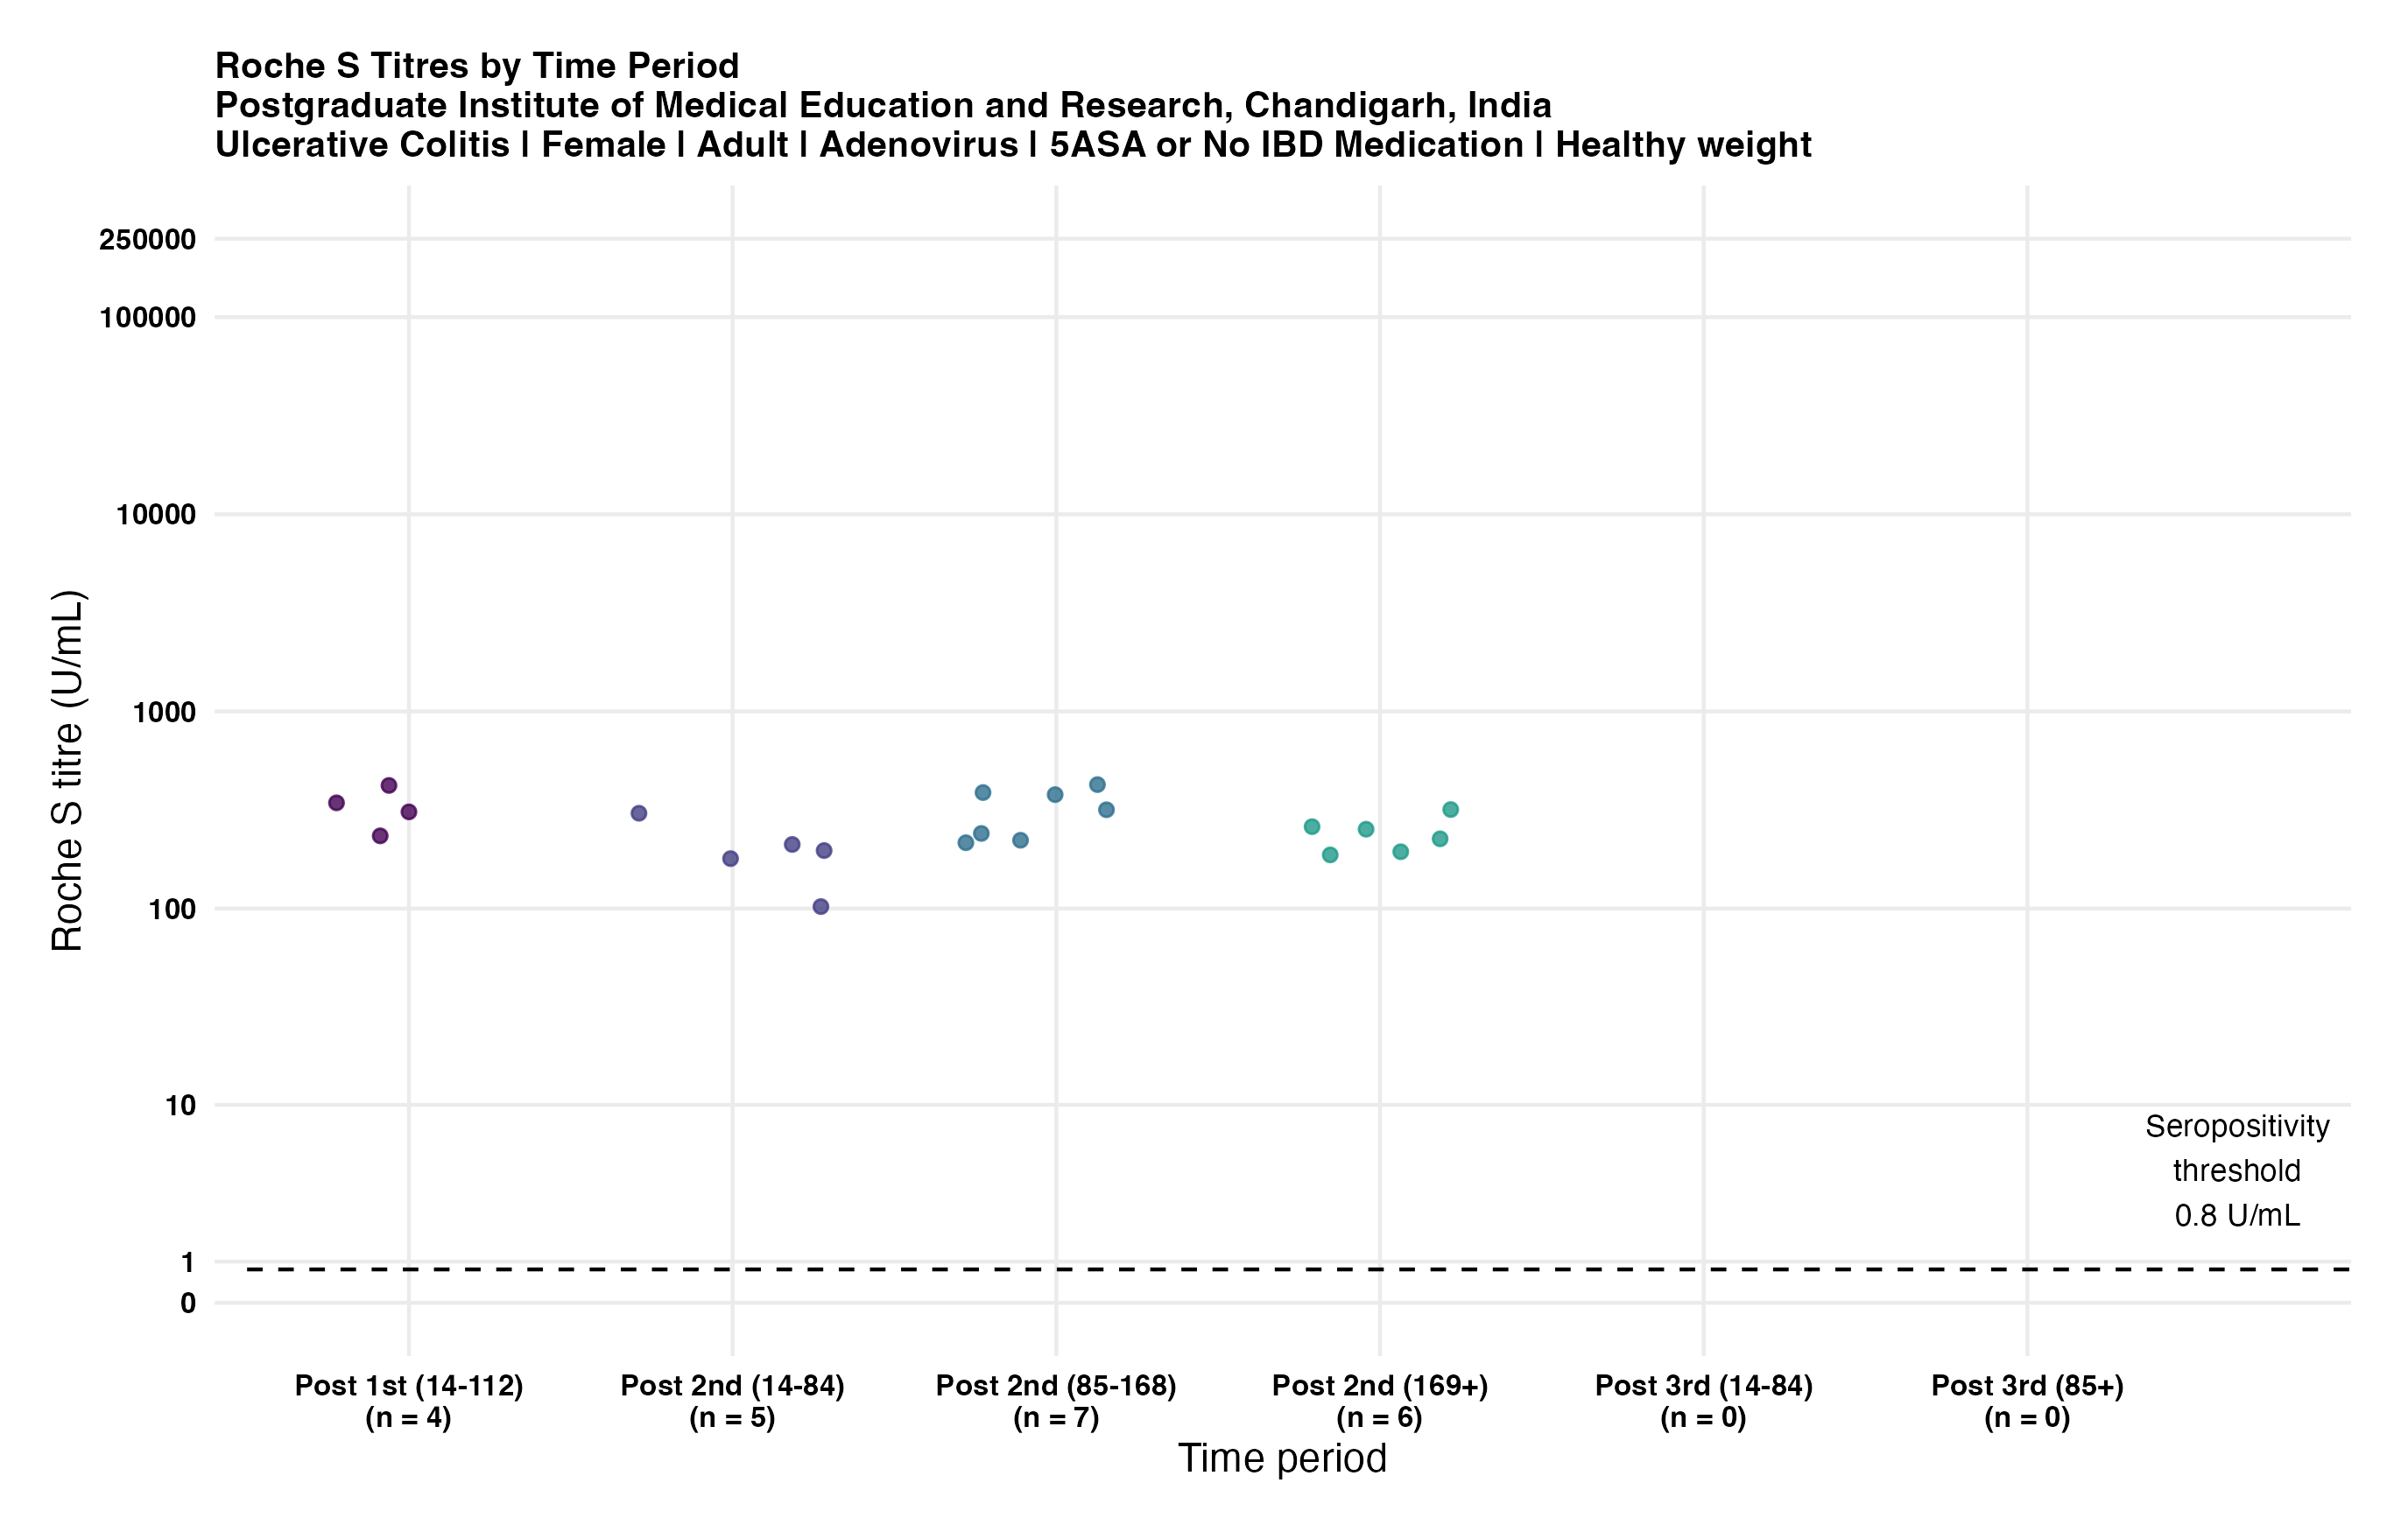 Roche S Titres by Time Period
Postgraduate Institute of Medical Education and Research, Chandigarh, India
Ulcerative Colitis | Female | Adult | Adenovirus | 5ASA or No IBD Medication | Healthy weight
250000
100000
10000
1000
100
10
1
0
Roche S titre (U/mL)
Seropositivity
threshold
0.8 U/mL
Post 1st (14-112)
(n = 4)
Post 2nd (14-84)
(n = 5)
Post 2nd (85-168)
(n = 7)
Post 2nd (169+)
(n = 6)
Post 3rd (14-84)
(n = 0)
Post 3rd (85+)
(n = 0)
Time period